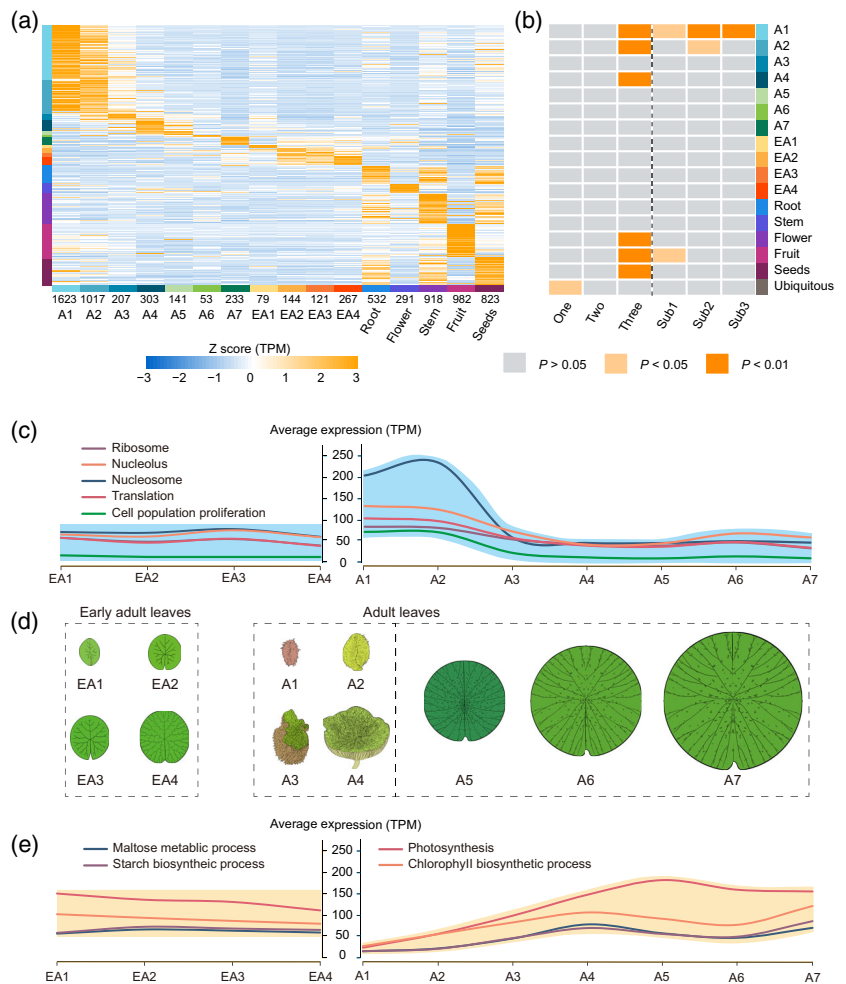 (a)
1623 1017 207 303 141 53 233 79 144 121 267 532 291 918 982 823
A1 A2 A3 A4 A5 A6 A7 EA1 EA2 EA3 EA4 Root Flower Stem Fruit Seeds
Z score (TPM)
−3 −2 −1 0 1 2 3
(b)
A1
A2
A3
A4
A5
A6
A7
EA1
EA2
EA3
EA4
Root
Stem
Flower
Fruit
Seeds
Ubiquitous
One Two Three Sub1 Sub2 Sub3
P > 0.05 P < 0.05 P < 0.01
(c)
Average expression (TPM)
Ribosome
Nucleolus
Nucleosome
Translation
Cell population proliferation
250
200
150
100
50
0
EA1 EA2 EA3 EA4 A1 A2 A3 A4 A5 A6 A7
(d)
Early adult leaves Adult leaves
EA1 EA2 A1 A2
EA3 EA4 A3 A4 A5 A6 A7
Average expression (TPM)
(e)
Maltose metablic process
Starch biosyntheic process
Photosynthesis
Chlorophyll biosynthetic process
250
200
150
100
50
0
EA1 EA2 EA3 EA4 A1 A2 A3 A4 A5 A6 A7